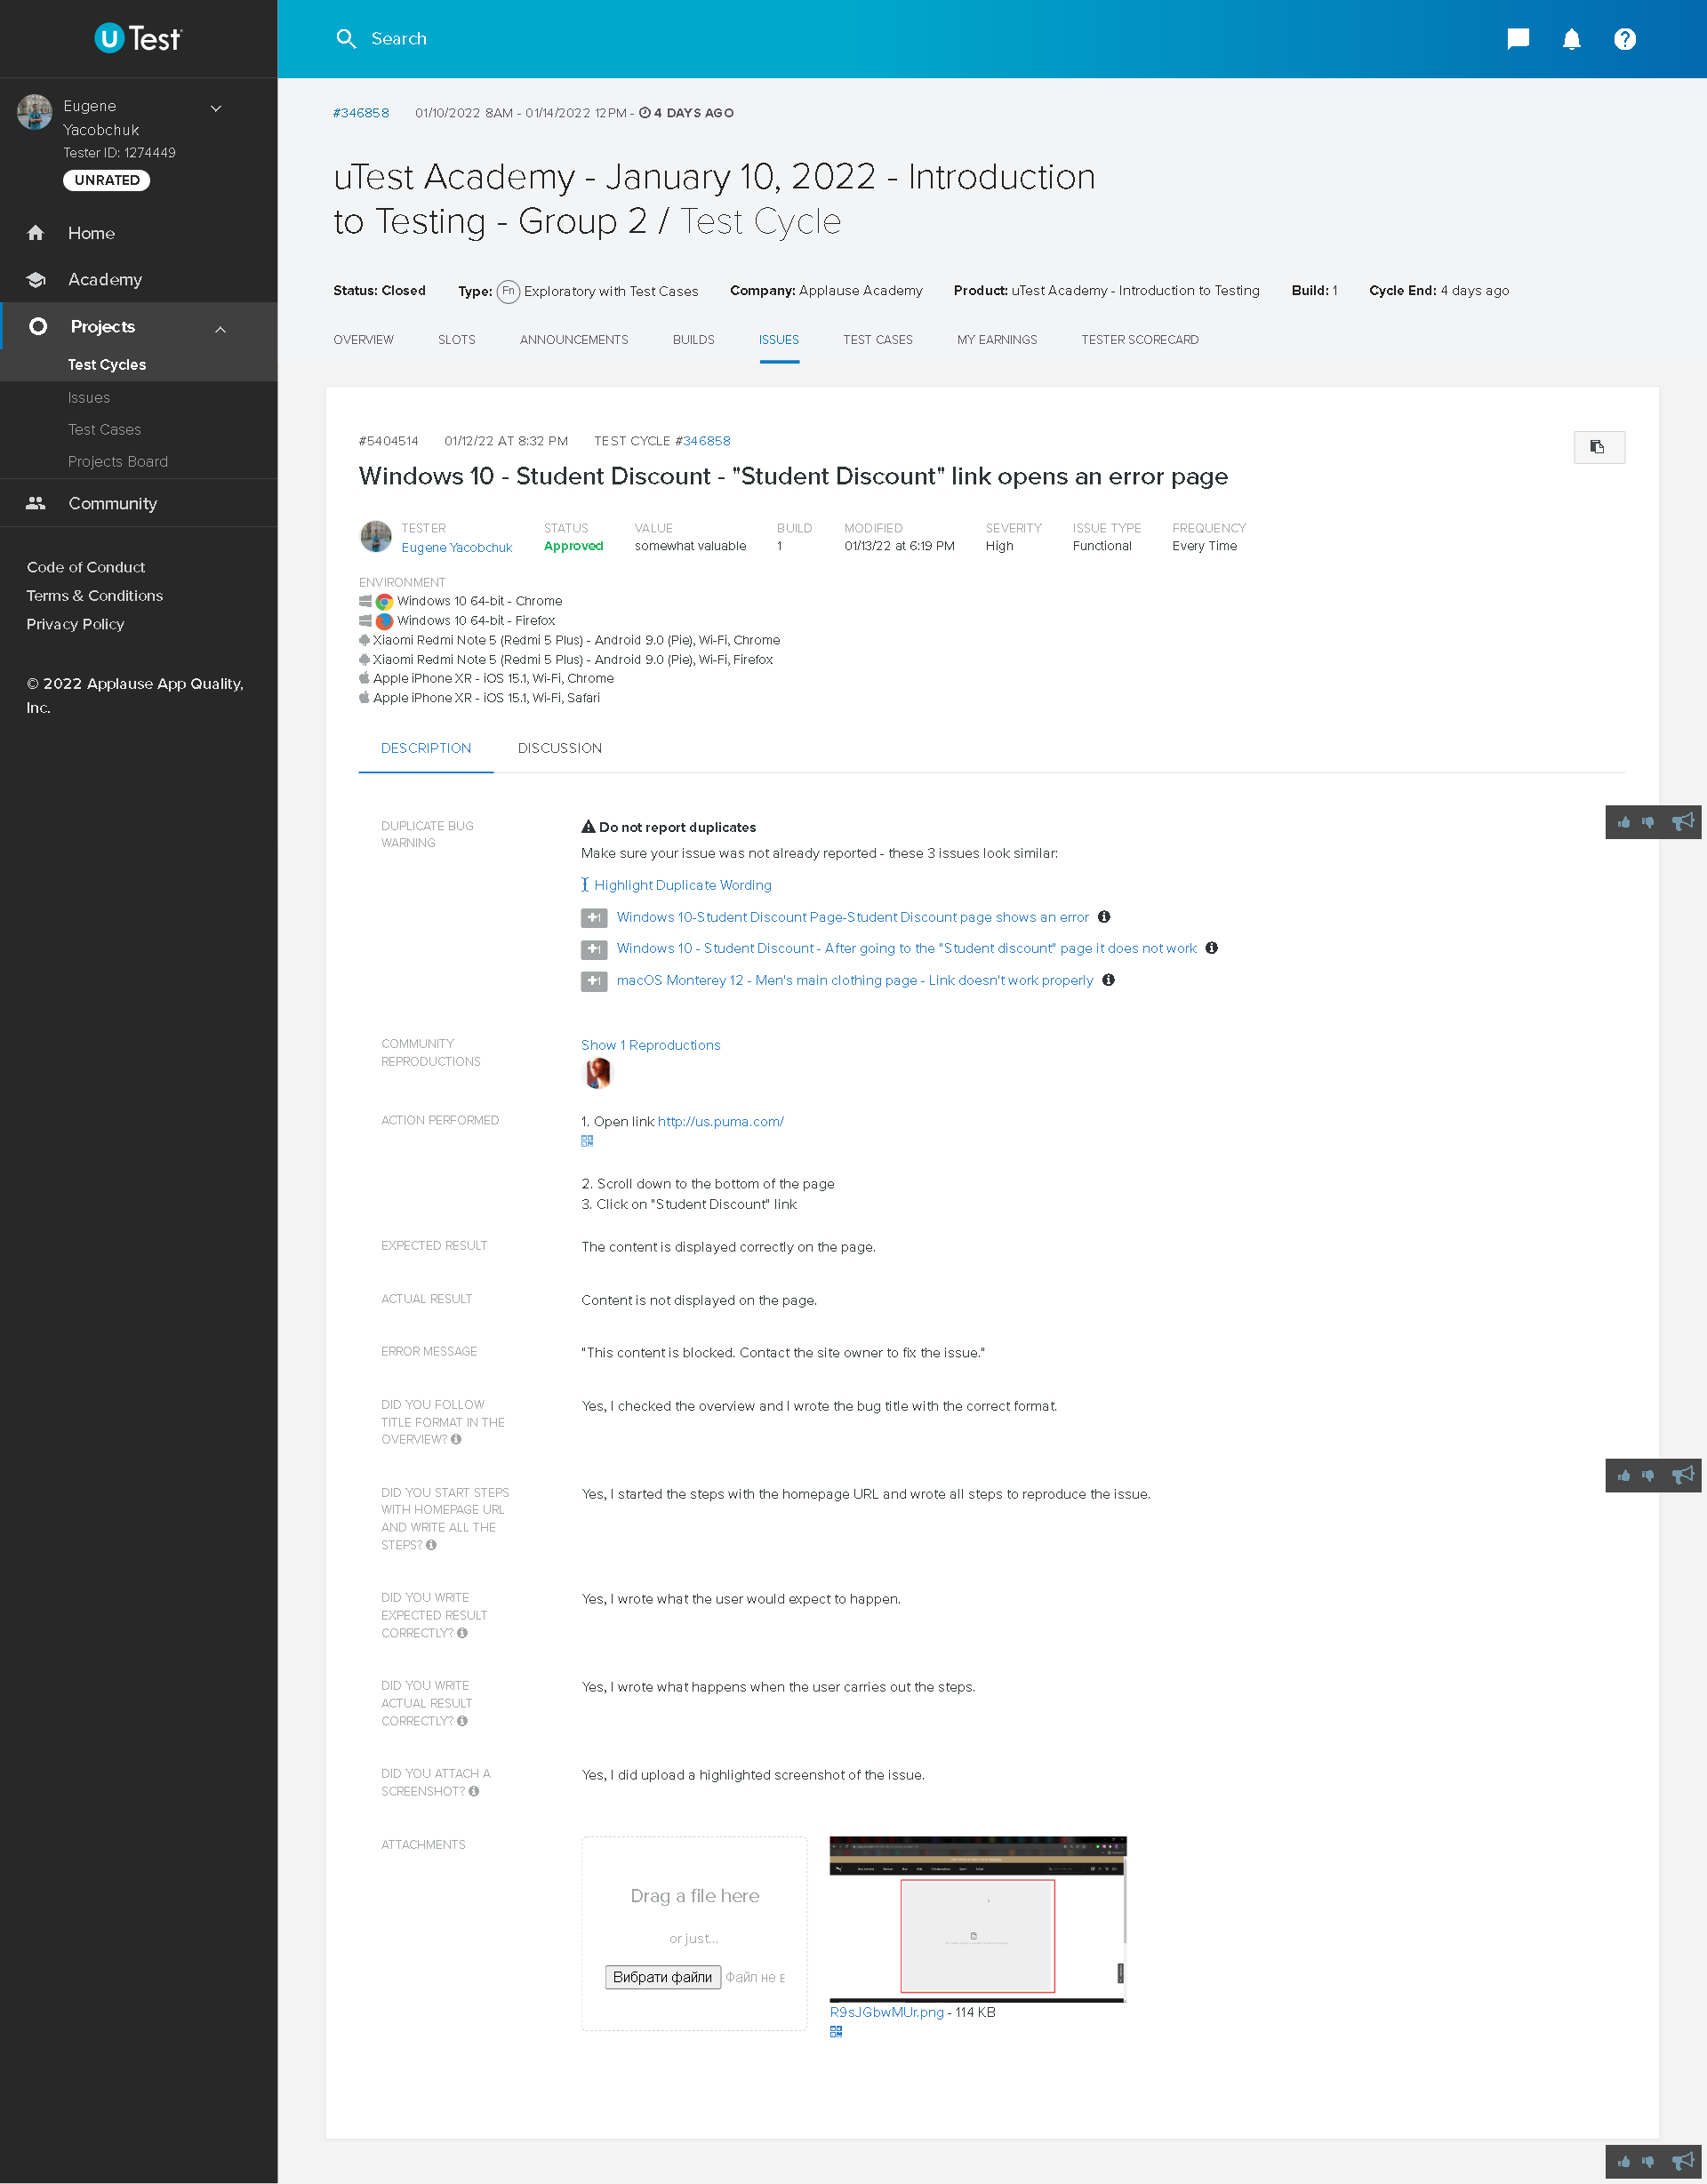 uTest
Search
Eugene
Yacobchuk
Tester ID: 1274449
UNRATED
Home
Academy
Projects
Test Cycles
Issues
Test Cases
Projects Board
Community
Code of Conduct
Terms & Conditions
Privacy Policy
© 2022 Applause App Quality,
Inc.
#346858 01/10/2022 8AM - 01/14/2022 12PM - 4 DAYS AGO
uTest Academy - January 10, 2022 - Introduction
to Testing - Group 2 / Test Cycle
Status: Closed Type: Fn Exploratory with Test Cases Company: Applause Academy Product: uTest Academy - Introduction to Testing Build: 1 Cycle End: 4 days ago
OVERVIEW SLOTS ANNOUNCEMENTS BUILDS ISSUES TEST CASES MY EARNINGS TESTER SCORECARD
#5404514 01/12/22 AT 8:32 PM TEST CYCLE #346858
Windows 10 - Student Discount - "Student Discount" link opens an error page
TESTER STATUS VALUE BUILD MODIFIED SEVERITY ISSUE TYPE FREQUENCY
Eugene Yacobchuk Approved somewhat valuable 1 01/13/22 at 6:19 PM High Functional Every Time
ENVIRONMENT
Windows 10 64-bit - Chrome
Windows 10 64-bit - Firefox
Xiaomi Redmi Note 5 (Redmi 5 Plus) - Android 9.0 (Pie), Wi-Fi, Chrome
Xiaomi Redmi Note 5 (Redmi 5 Plus) - Android 9.0 (Pie), Wi-Fi, Firefox
Apple iPhone XR - iOS 15.1, Wi-Fi, Chrome
Apple iPhone XR - iOS 15.1, Wi-Fi, Safari
DESCRIPTION DISCUSSION
DUPLICATE BUG
WARNING
Do not report duplicates
Make sure your issue was not already reported - these 3 issues look similar:
Highlight Duplicate Wording
+1 Windows 10-Student Discount Page-Student Discount page shows an error
+1 Windows 10 - Student Discount - After going to the "Student discount" page it does not work
+1 macOS Monterey 12 - Men's main clothing page - Link doesn't work properly
COMMUNITY
REPRODUCTIONS
Show 1 Reproductions
ACTION PERFORMED
1. Open link http://us.puma.com/
2. Scroll down to the bottom of the page
3. Click on "Student Discount" link
EXPECTED RESULT
The content is displayed correctly on the page.
ACTUAL RESULT
Content is not displayed on the page.
ERROR MESSAGE
"This content is blocked. Contact the site owner to fix the issue."
DID YOU FOLLOW
TITLE FORMAT IN THE
OVERVIEW?
Yes, I checked the overview and I wrote the bug title with the correct format.
DID YOU START STEPS
WITH HOMEPAGE URL
AND WRITE ALL THE
STEPS?
Yes, I started the steps with the homepage URL and wrote all steps to reproduce the issue.
DID YOU WRITE
EXPECTED RESULT
CORRECTLY?
Yes, I wrote what the user would expect to happen.
DID YOU WRITE
ACTUAL RESULT
CORRECTLY?
Yes, I wrote what happens when the user carries out the steps.
DID YOU ATTACH A
SCREENSHOT?
Yes, I did upload a highlighted screenshot of the issue.
ATTACHMENTS
Drag a file here
or just...
Вибрати файли Файл не в
R9sJGbwMUr.png - 114 KB